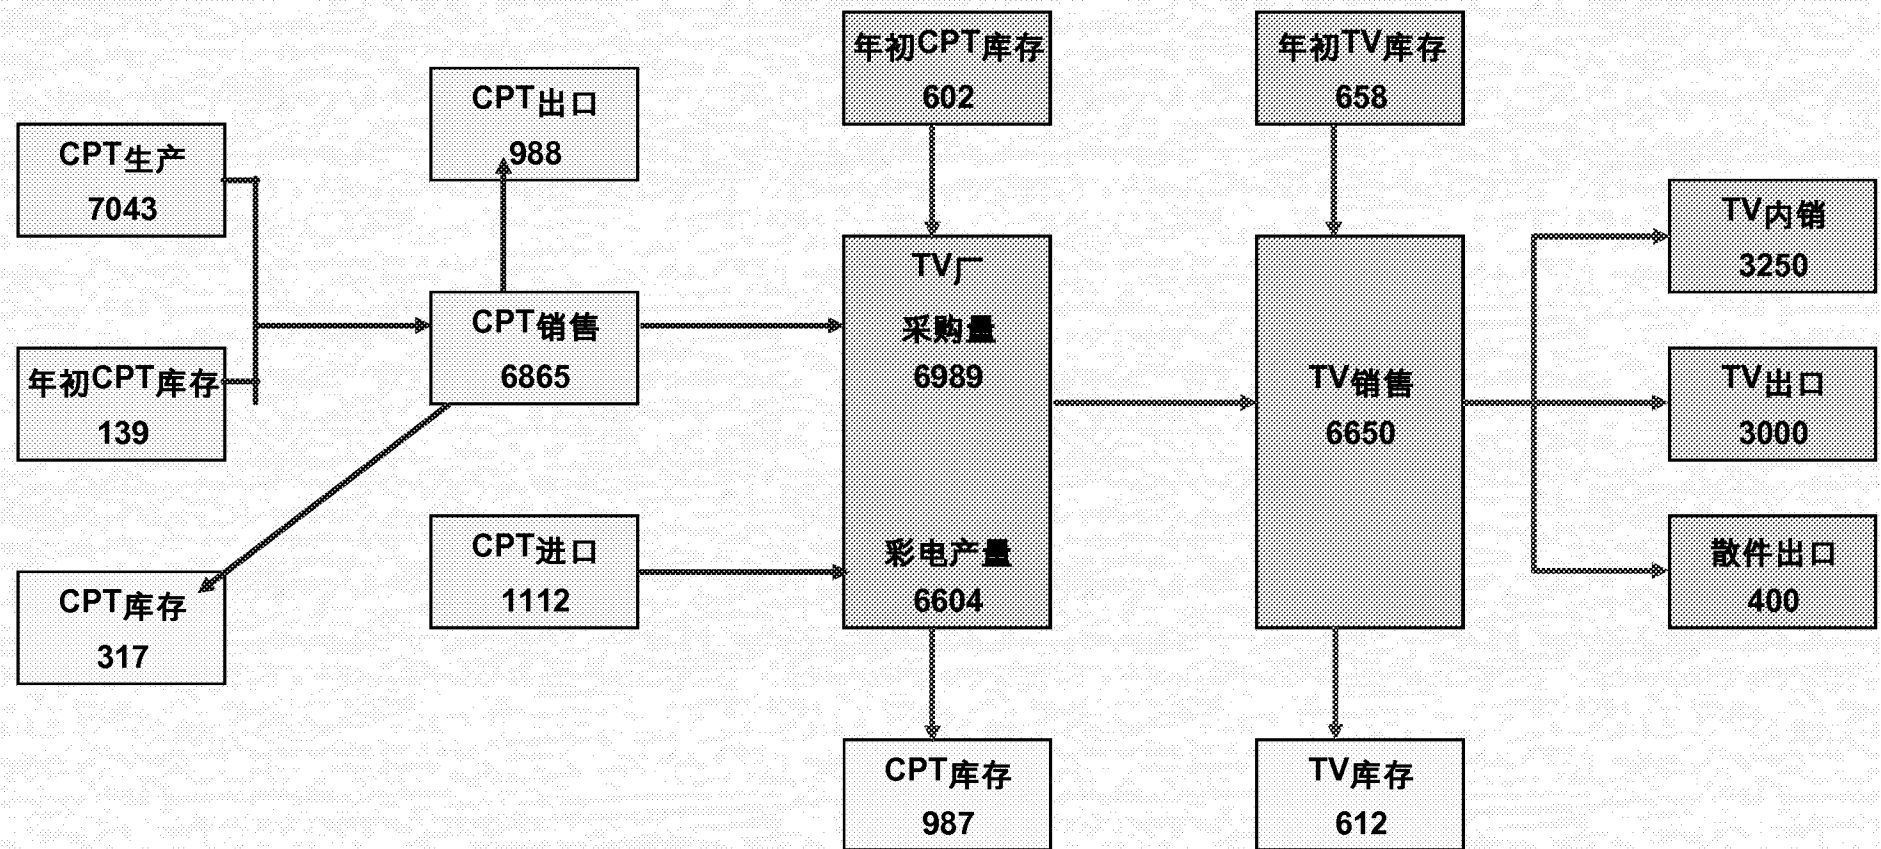 年初CPT库存
602
年初TV库存
658
CPT出口
988
CPT生产
7043
TV内销
3250
TV厂
采购量
6989
彩电产量
6604
CPT销售
6865
年初CPT库存
139
TV销售
6650
TV出口
3000
CPT进口
1112
散件出口
400
CPT库存
317
CPT库存
987
TV库存
612